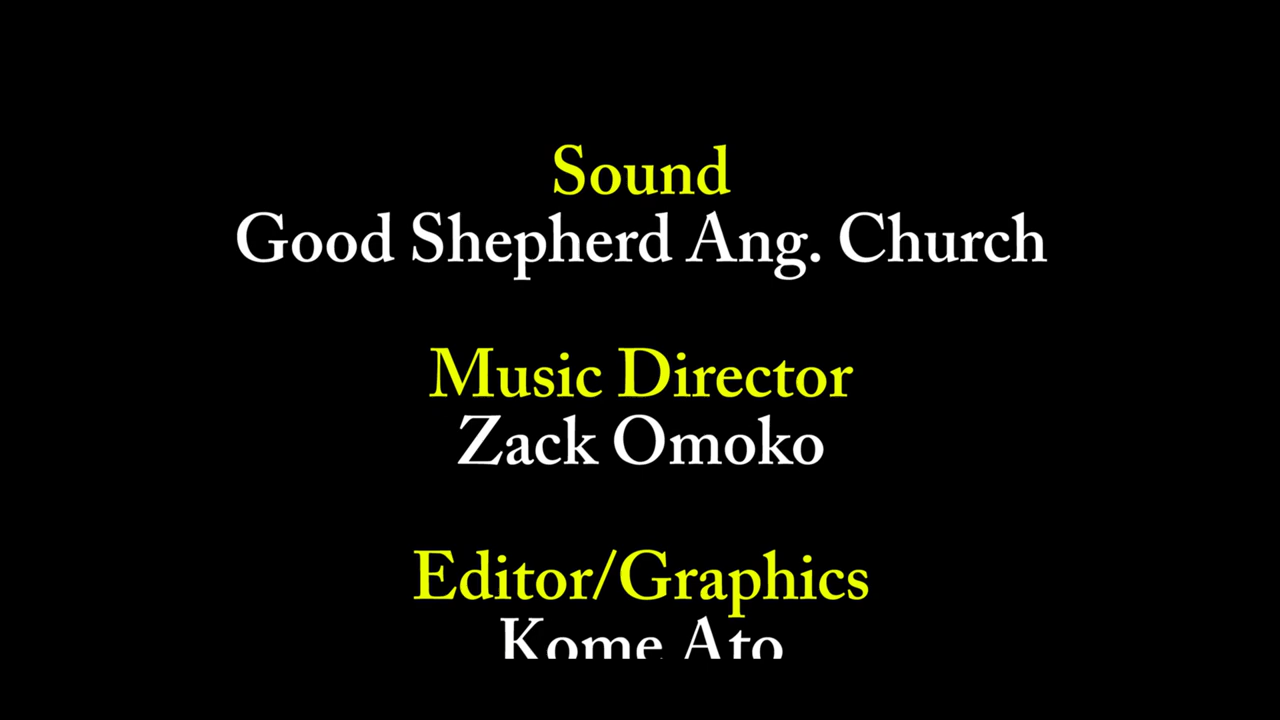 Sound
Good Shepherd Ang. Church
Music Director
Zack Omoko
Editor/Graphics
Kome Ato